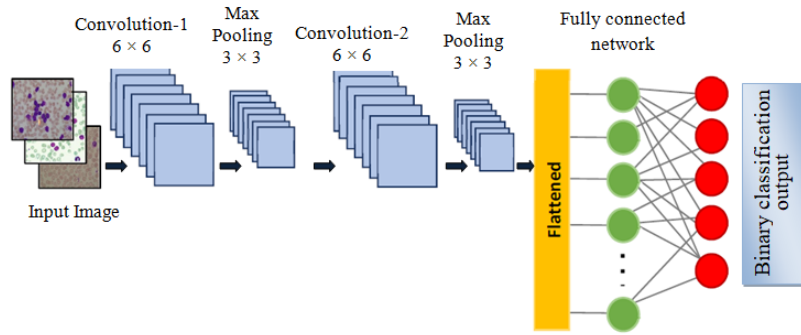 Convolution-1
6 × 6
Max
Pooling
3 × 3
Convolution-2
6 × 6
Max
Pooling
3 × 3
Fully connected
network
Input Image
Flattened
Binary classification
output